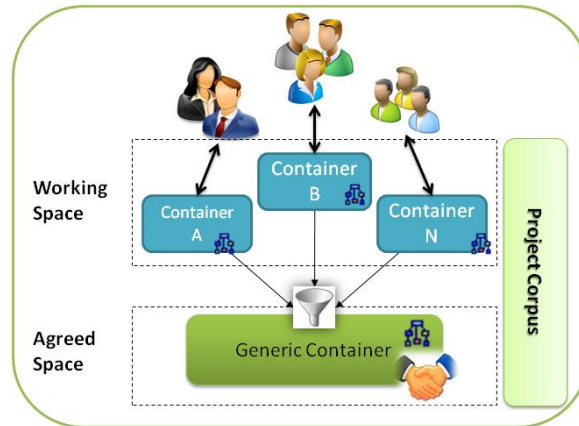 Working
Space
Container
A
Container
B
Container
N
Project Corpus
Agreed
Space
Generic Container